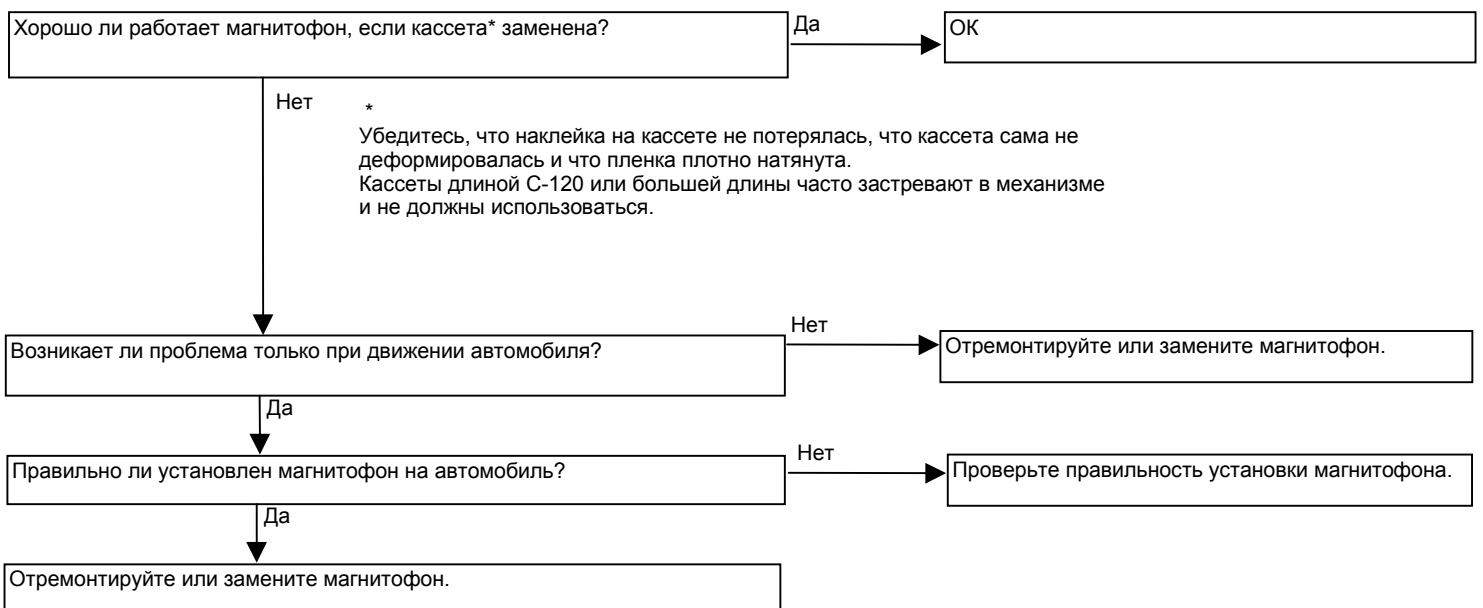 Хорошо ли работает магнитофон, если кассета* заменена?
Да
ОК
Нет
*
Убедитесь, что наклейка на кассете не потерялась, что кассета сама не
деформировалась и что пленка плотно натянута.
Кассеты длиной С-120 или большей длины часто застревают в механизме
и не должны использоваться.
Возникает ли проблема только при движении автомобиля?
Нет
Отремонтируйте или замените магнитофон.
Да
Правильно ли установлен магнитофон на автомобиль?
Нет
Проверьте правильность установки магнитофона.
Да
Отремонтируйте или замените магнитофон.